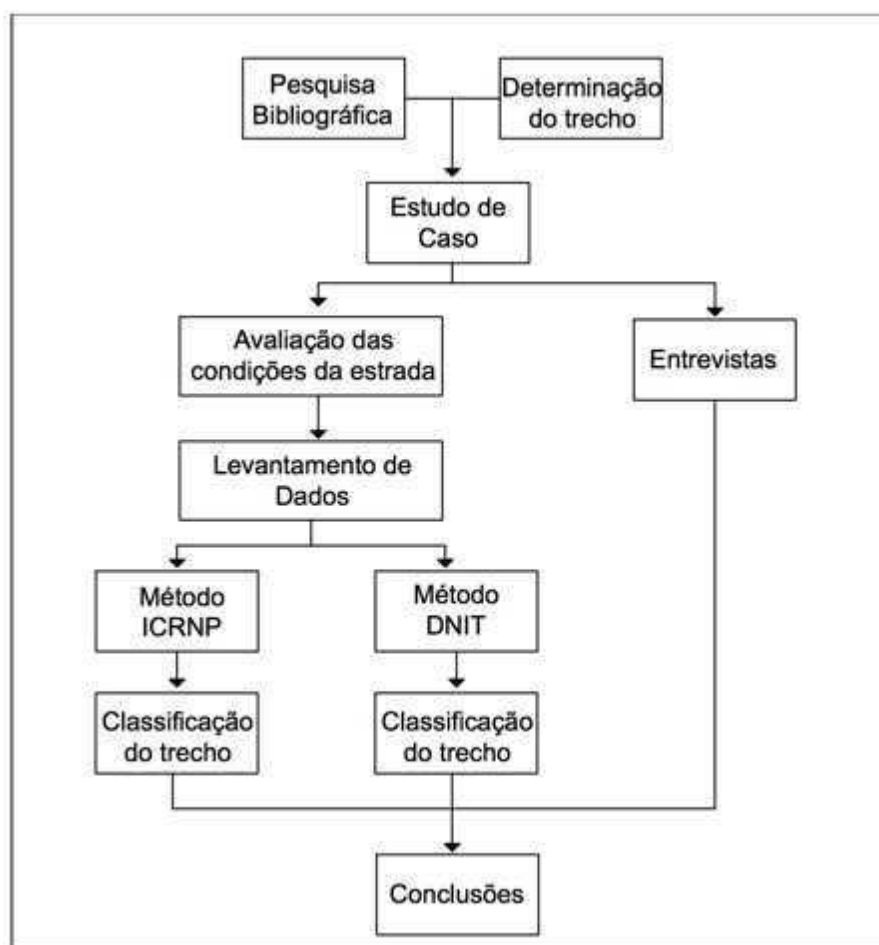 Pesquisa
Bibliográfica
Determinação
do trecho
Estudo de
Caso
Avaliação das
condições da estrada
Entrevistas
Levantamento de
Dados
Método
ICRNP
Método
DNIT
Classificação
do trecho
Classificação
do trecho
Conclusões